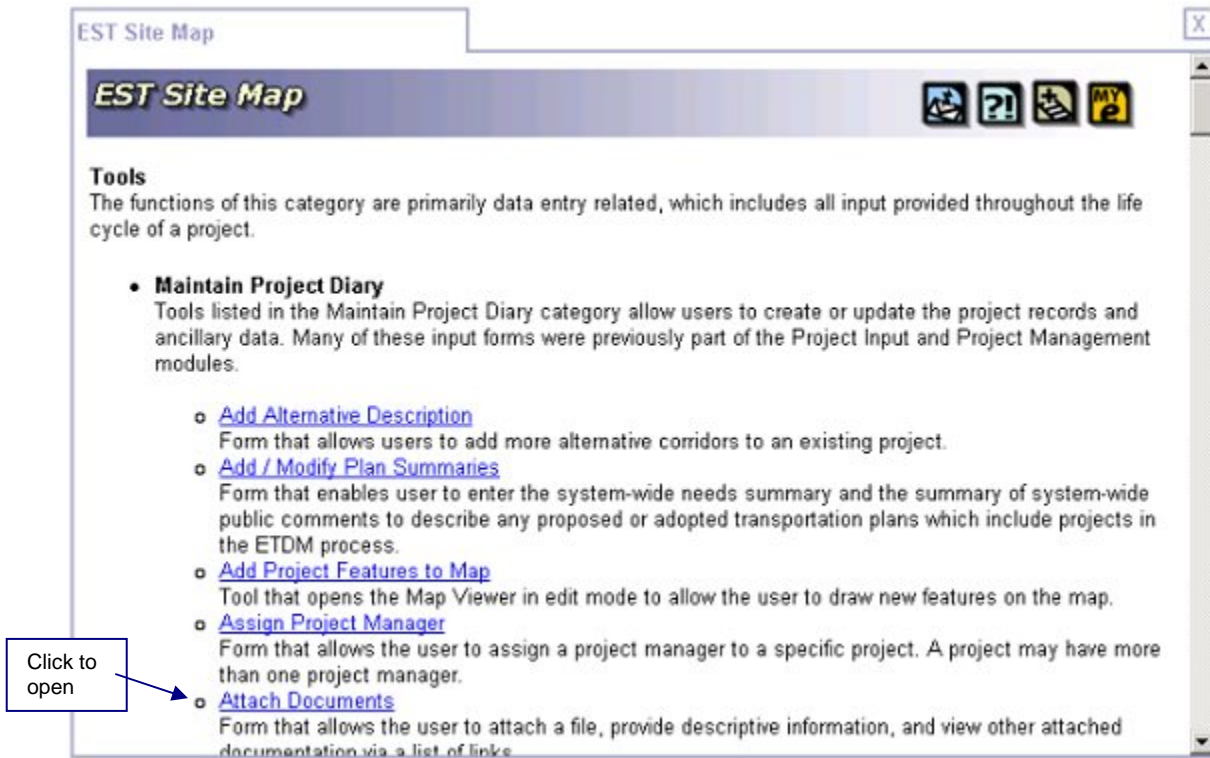 EST Site Map
X
EST Site Map
?!
MY
e
Tools
The functions of this category are primarily data entry related, which includes all input provided throughout the life
cycle of a project.
• Maintain Project Diary
Tools listed in the Maintain Project Diary category allow users to create or update the project records and
ancillary data. Many of these input forms were previously part of the Project Input and Project Management
modules.
o Add Alternative Description
Form that allows users to add more alternative corridors to an existing project.
o Add / Modify Plan Summaries
Form that enables user to enter the system-wide needs summary and the summary of system-wide
public comments to describe any proposed or adopted transportation plans which include projects in
the ETDM process.
o Add Project Features to Map
Tool that opens the Map Viewer in edit mode to allow the user to draw new features on the map.
o Assign Project Manager
Form that allows the user to assign a project manager to a specific project. A project may have more
than one project manager.
Click to
open
o Attach Documents
Form that allows the user to attach a file, provide descriptive information, and view other attached
documentation via a list of links